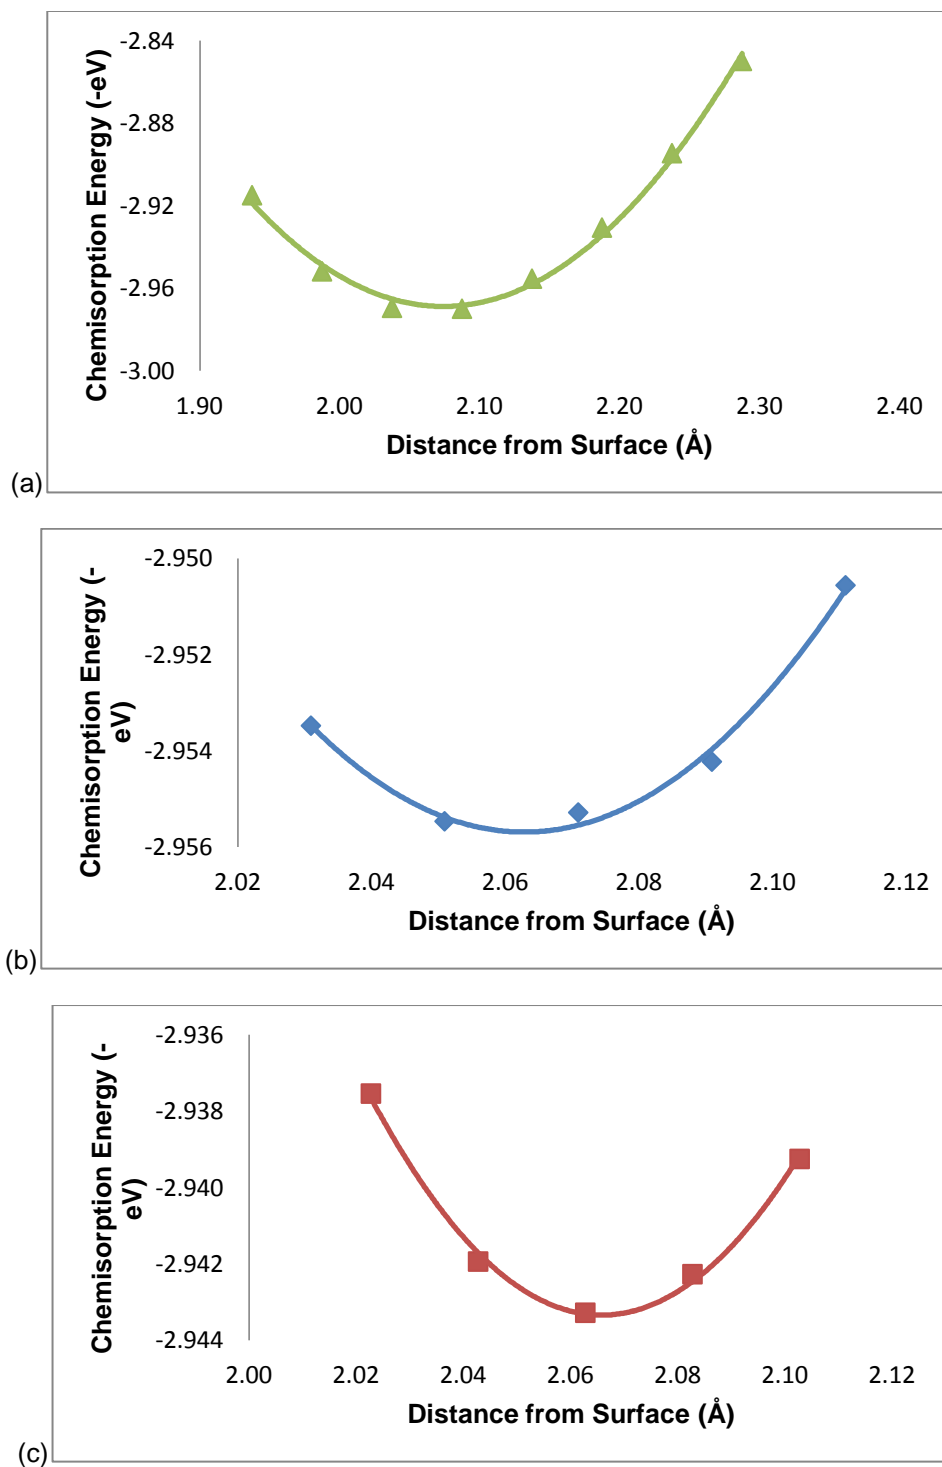 Chemisorption Energy (-eV)
-2.84
-2.88
-2.92
-2.96
-3.00
1.90 2.00 2.10 2.20 2.30 2.40
Distance from Surface (Å)
(a)
Chemisorption Energy (-
eV)
-2.950
-2.952
-2.954
-2.956
2.02 2.04 2.06 2.08 2.10 2.12
Distance from Surface (Å)
(b)
Chemisorption Energy (-
eV)
-2.936
-2.938
-2.940
-2.942
-2.944
2.00 2.02 2.04 2.06 2.08 2.10 2.12
Distance from Surface (Å)
(c)